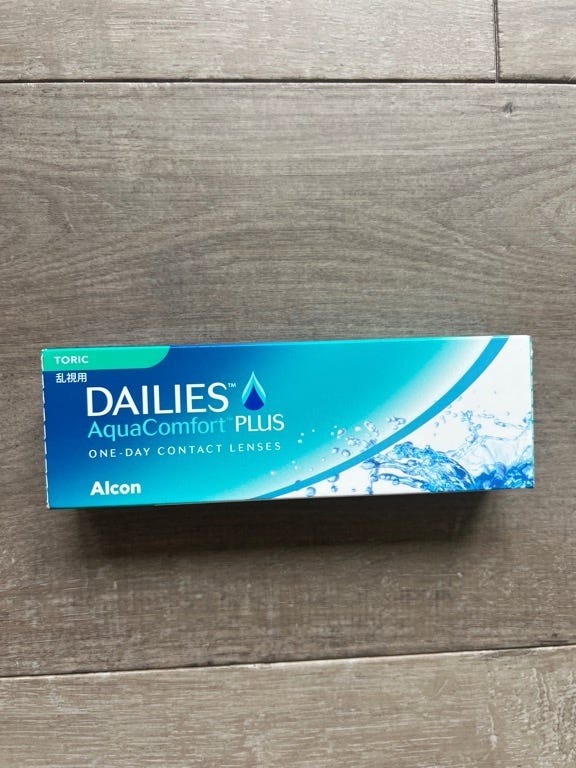 TORIC
乱視用
DAILIES™
AquaComfort™ PLUS
ONE-DAY CONTACT LENSES
Alcon